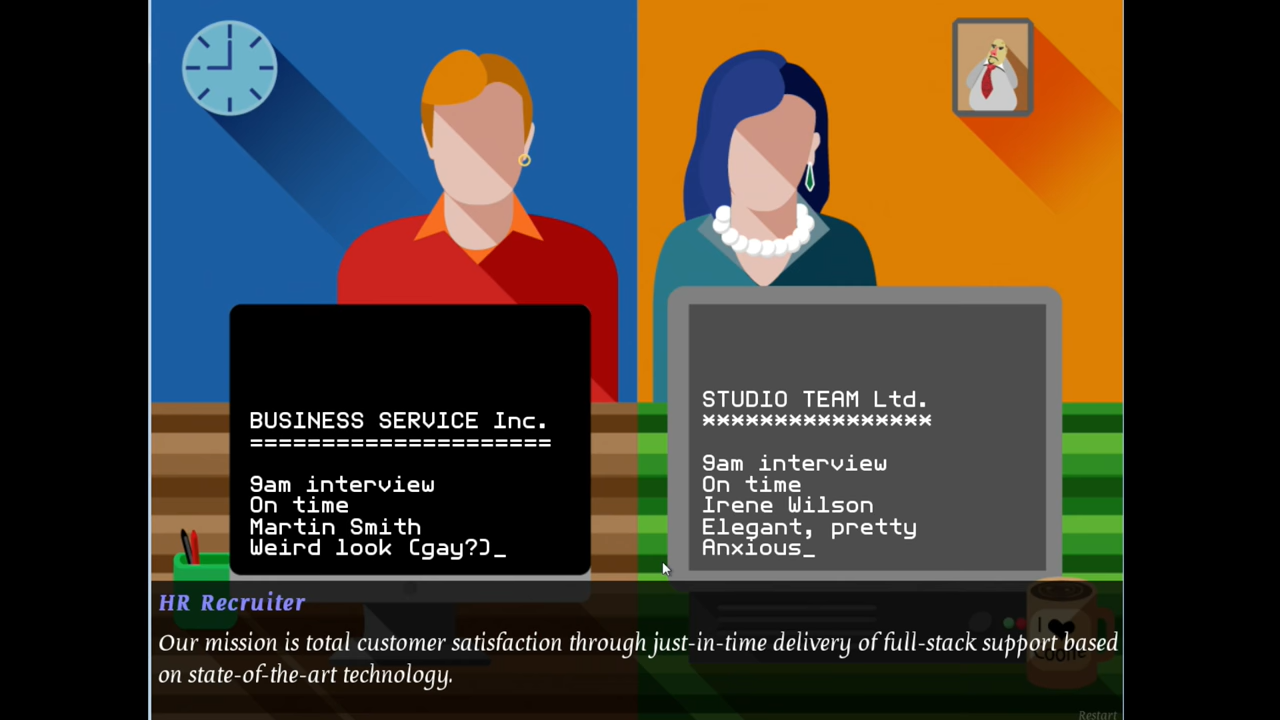 BUSINESS SERVICE Inc.
=====================
9am interview
On time
Martin Smith
Weird look (gay?)_
STUDIO TEAM Ltd.
****************
9am interview
On time
Irene Wilson
Elegant, pretty
Anxious_
I
HR Recruiter
Our mission is total customer satisfaction through just-in-time delivery of full-stack support based
on state-of-the-art technology.
Restart